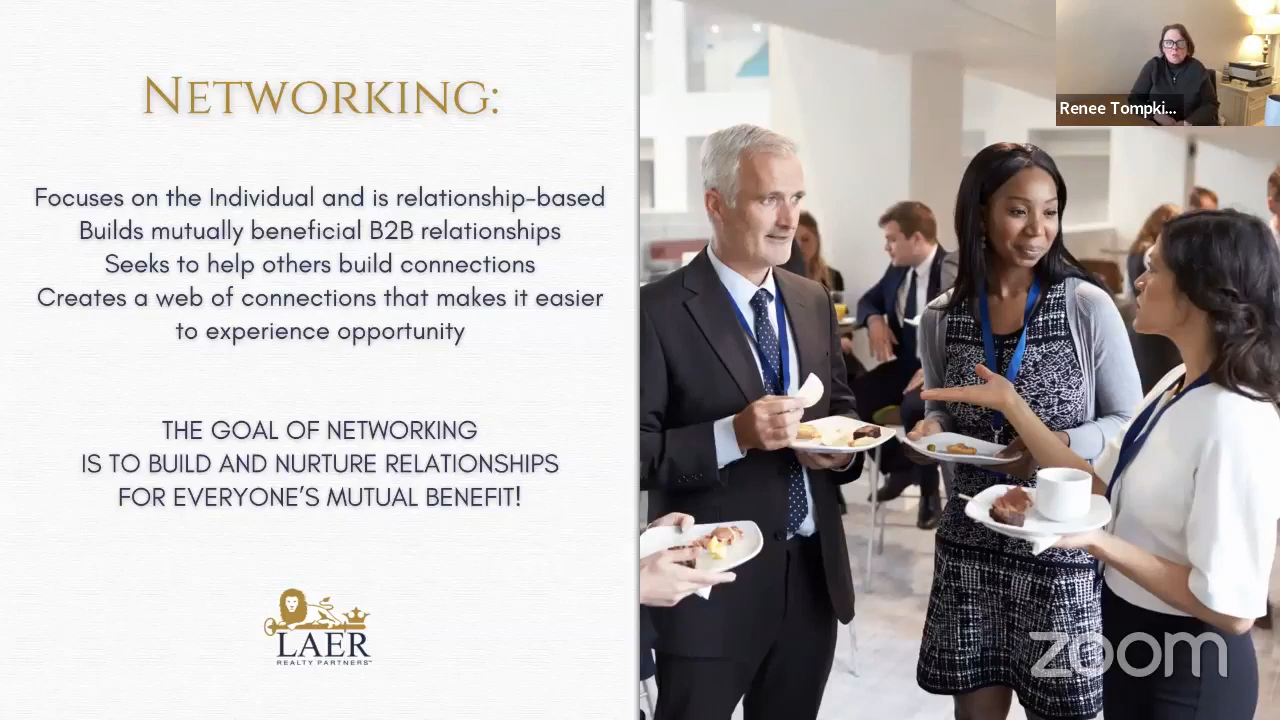 NETWORKING:
Focuses on the Individual and is relationship-based
Builds mutually beneficial B2B relationships
Seeks to help others build connections
Creates a web of connections that makes it easier
to experience opportunity
THE GOAL OF NETWORKING
IS TO BUILD AND NURTURE RELATIONSHIPS
FOR EVERYONE'S MUTUAL BENEFIT!
LAER
REALTY PARTNERS™
Renee Tompki...
zoom